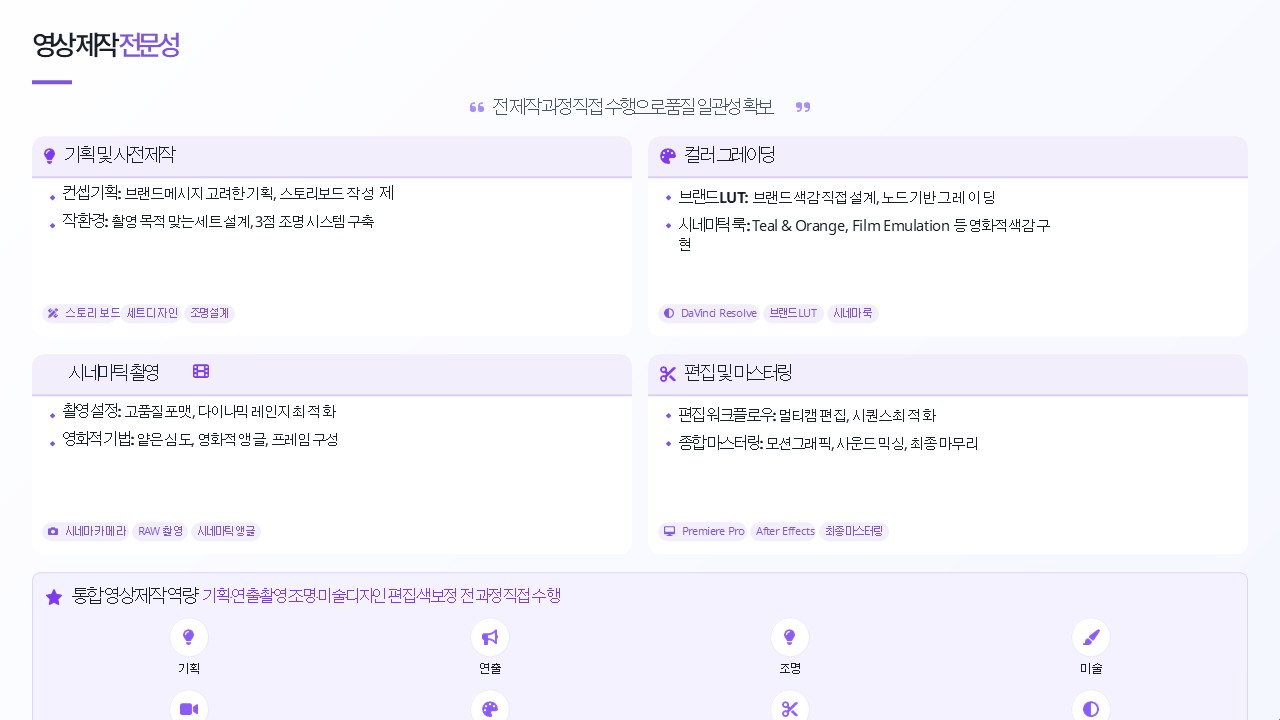 영상 제작 전문성
❝ 전 제작 과정 직접 수행으로 품질 일관성 확보 ❞
기획 및 사전제작
• 컨셉 기획: 브랜드 메시지 고려한 기획, 스토리보드 작성 제
• 작환경: 촬영 목적 맞는 세트 설계, 3점 조명 시스템 구축
스토리 보드 세트 디자인 조명 설계
컬러 그레이딩
• 브랜드 LUT: 브랜드 색감 직접 설계, 노드 기반 그레이딩
• 시네마틱 룩: Teal & Orange, Film Emulation 등 영화적 색감 구
현
DaVinci Resolve 브랜드 LUT 시네마 룩
시네마틱 촬영
• 촬영 설정: 고품질 포맷, 다이나믹 레인지 최적화
• 영화적 기법: 얕은 심도, 영화적 앵글, 프레임 구성
시네마 카메라 RAW 촬영 시네마틱 앵글
편집 및 마스터링
• 편집 워크플로우: 멀티캠 편집, 시퀀스 최적화
• 종합 마스터링: 모션그래픽, 사운드 믹싱, 최종 마무리
Premiere Pro After Effects 최종 마스터링
통합 영상 제작 역량 기획연출촬영조명미술디자인편집색보정 전 과정 직접 수행
기획 연출 조명 미술